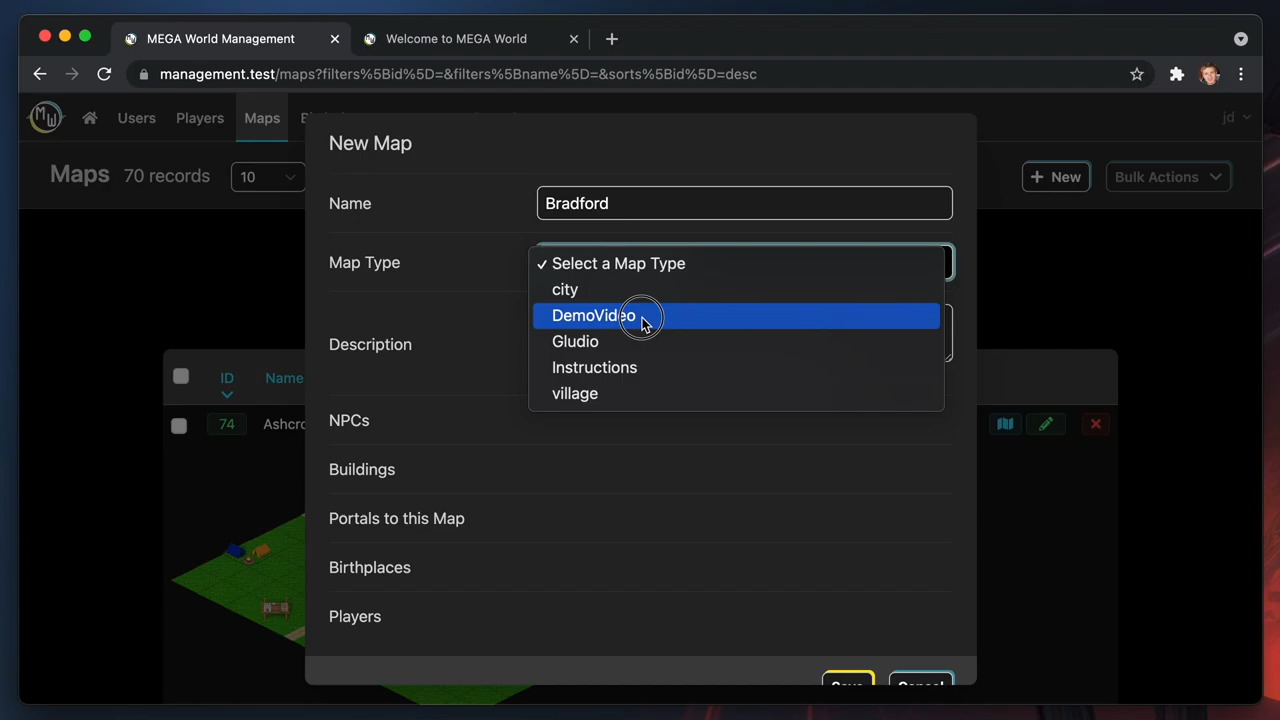 MEGA World Management
Welcome to MEGA World
management.test/maps?filters%5Bid%5D=&filters%5Bname%5D=&sorts%5Bid%5D=desc
MW
Users
Players
Maps
jd
Maps
70 records
10
+ New
Bulk Actions
New Map
Name
Bradford
Map Type
✓ Select a Map Type
city
DemoVideo
Gludio
Instructions
village
Description
ID
Name
74
NPCs
Buildings
Portals to this Map
Birthplaces
Players
Save
Cancel